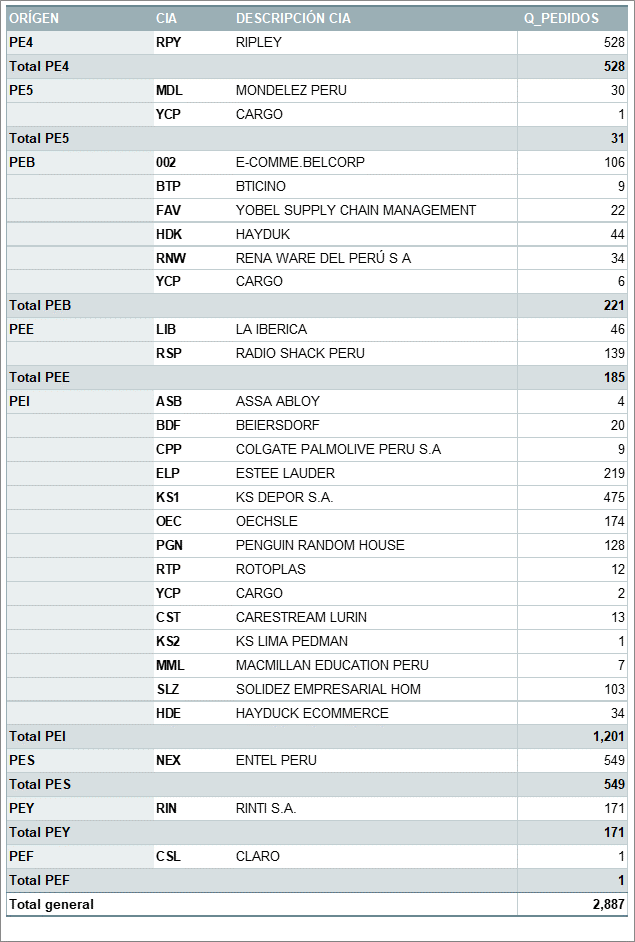 ORÍGEN CIA DESCRIPCIÓN CIA Q_PEDIDOS
PE4 RPY RIPLEY 528
Total PE4 528
PE5 MDL MONDELEZ PERU 30
YCP CARGO 1
Total PE5 31
PEB 002 E-COMME.BELCORP 106
BTP BTICINO 9
FAV YOBEL SUPPLY CHAIN MANAGEMENT 22
HDK HAYDUK 44
RNW RENA WARE DEL PERÚ S A 34
YCP CARGO 6
Total PEB 221
PEE LIB LA IBERICA 46
RSP RADIO SHACK PERU 139
Total PEE 185
PEI ASB ASSA ABLOY 4
BDF BEIERSDORF 20
CPP COLGATE PALMOLIVE PERU S.A 9
ELP ESTEE LAUDER 219
KS1 KS DEPOR S.A. 475
OEC OECHSLE 174
PGN PENGUIN RANDOM HOUSE 128
RTP ROTOPLAS 12
YCP CARGO 2
CST CARESTREAM LURIN 13
KS2 KS LIMA PEDMAN 1
MML MACMILLAN EDUCATION PERU 7
SLZ SOLIDEZ EMPRESARIAL HOM 103
HDE HAYDUCK ECOMMERCE 34
Total PEI 1,201
PES NEX ENTEL PERU 549
Total PES 549
PEY RIN RINTI S.A. 171
Total PEY 171
PEF CSL CLARO 1
Total PEF 1
Total general 2,887